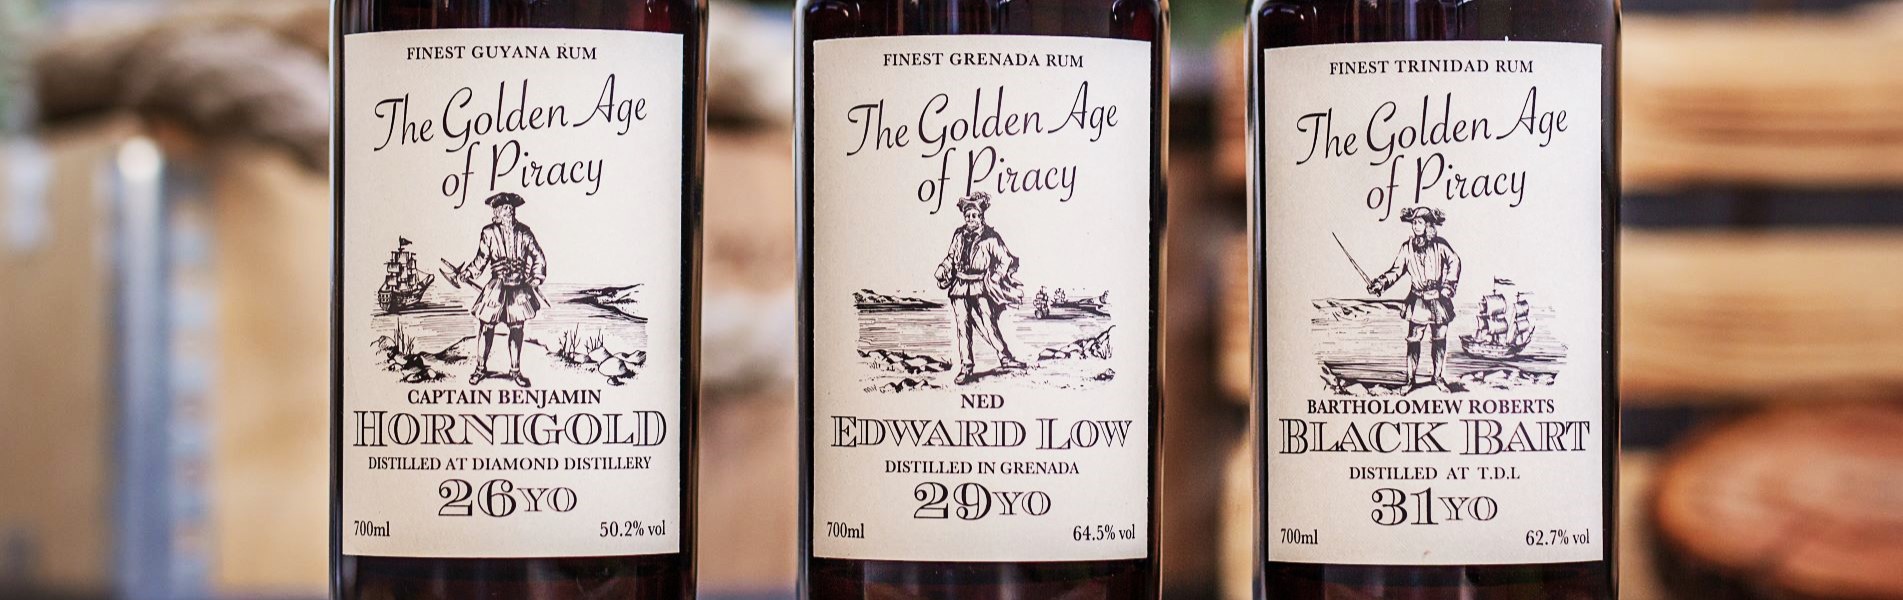 FINEST GUYANA RUM
The Golden Age
of Piracy
CAPTAIN BENJAMIN
HORNIGOLD
DISTILLED AT DIAMOND DISTILLERY
26YO
700ml 50.2% vol
FINEST GRENADA RUM
The Golden Age
of Piracy
NED
EDWARD LOW
DISTILLED IN GRENADA
29YO
700ml 64.5% vol
FINEST TRINIDAD RUM
The Golden Age
of Piracy
BARTHOLOMEW ROBERTS
BLACK BART
DISTILLED AT T.D.L
31YO
700ml 62.7% vol